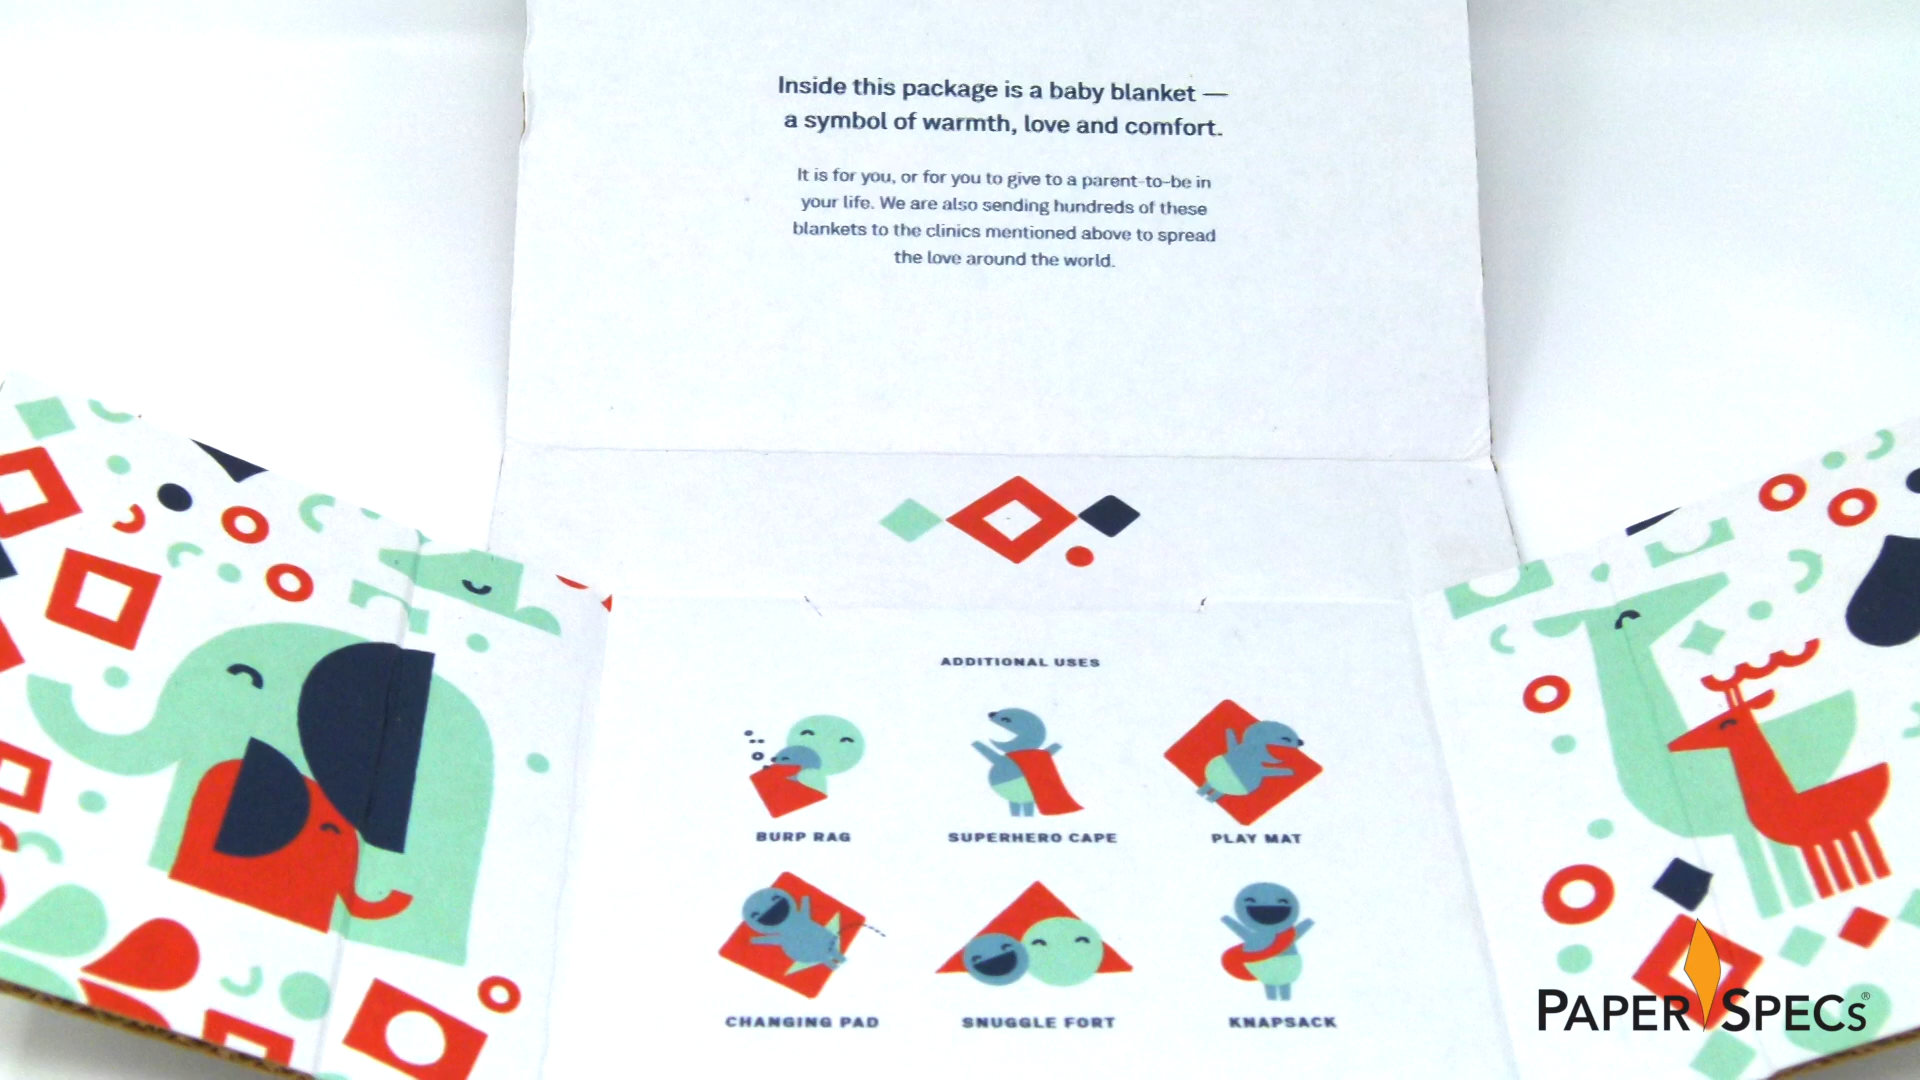 Inside this package is a baby blanket —
a symbol of warmth, love and comfort.
It is for you, or for you to give to a parent-to-be in
your life. We are also sending hundreds of these
blankets to the clinics mentioned above to spread
the love around the world.
ADDITIONAL USES
BURP RAG
SUPERHERO CAPE
PLAY MAT
CHANGING PAD
SNUGGLE FORT
KNAPSACK
PAPERSPECS®